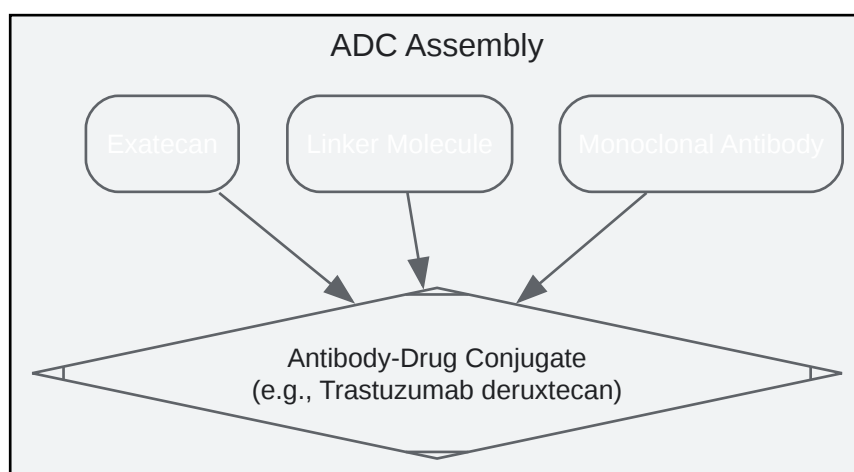 ADC Assembly
Exatecan
Linker Molecule
Monoclonal Antibody
Antibody-Drug Conjugate
(e.g., Trastuzumab deruxtecan)